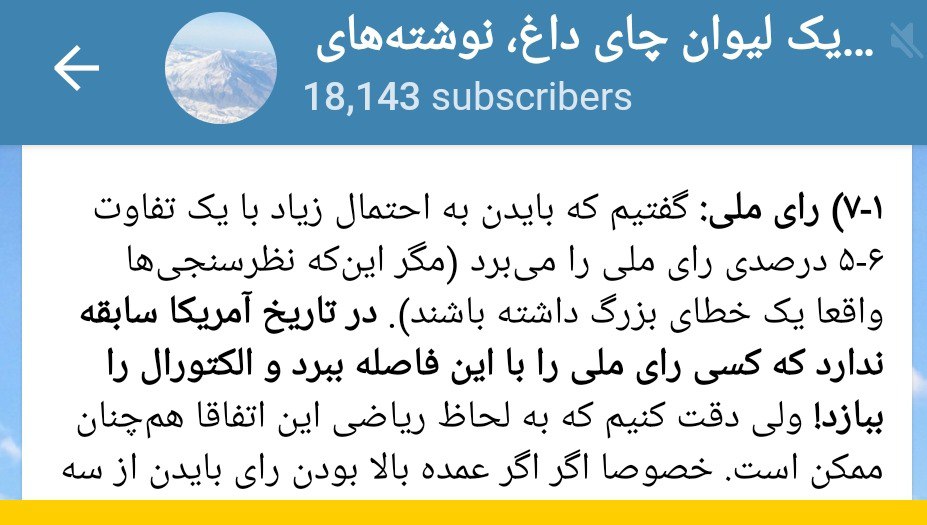 یک لیوان چای داغ، نوشته‌های...
18,143 subscribers
۷-۱) رای ملی: گفتیم که بایدن به احتمال زیاد با یک تفاوت
۵-۶ درصدی رای ملی را می‌برد (مگر این‌که نظرسنجی‌ها
واقعا یک خطای بزرگ داشته باشند). در تاریخ آمریکا سابقه
ندارد که کسی رای ملی را با این فاصله ببرد و الکتورال را
ببازد! ولی دقت کنیم که به لحاظ ریاضی این اتفاقا هم‌چنان
ممکن است. خصوصا اگر اگر عمده بالا بودن رای بایدن از سه